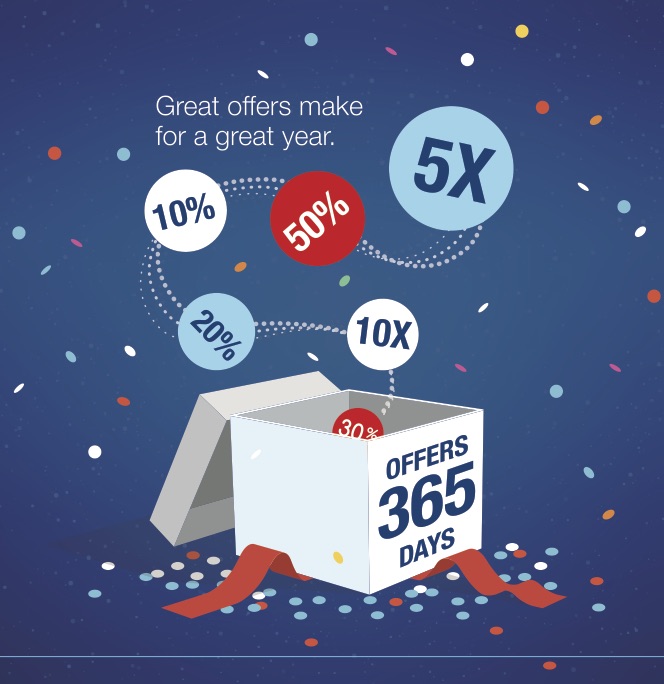 Great offers make
for a great year.
5X
10%
50%
20%
10X
30%
OFFERS
365
DAYS